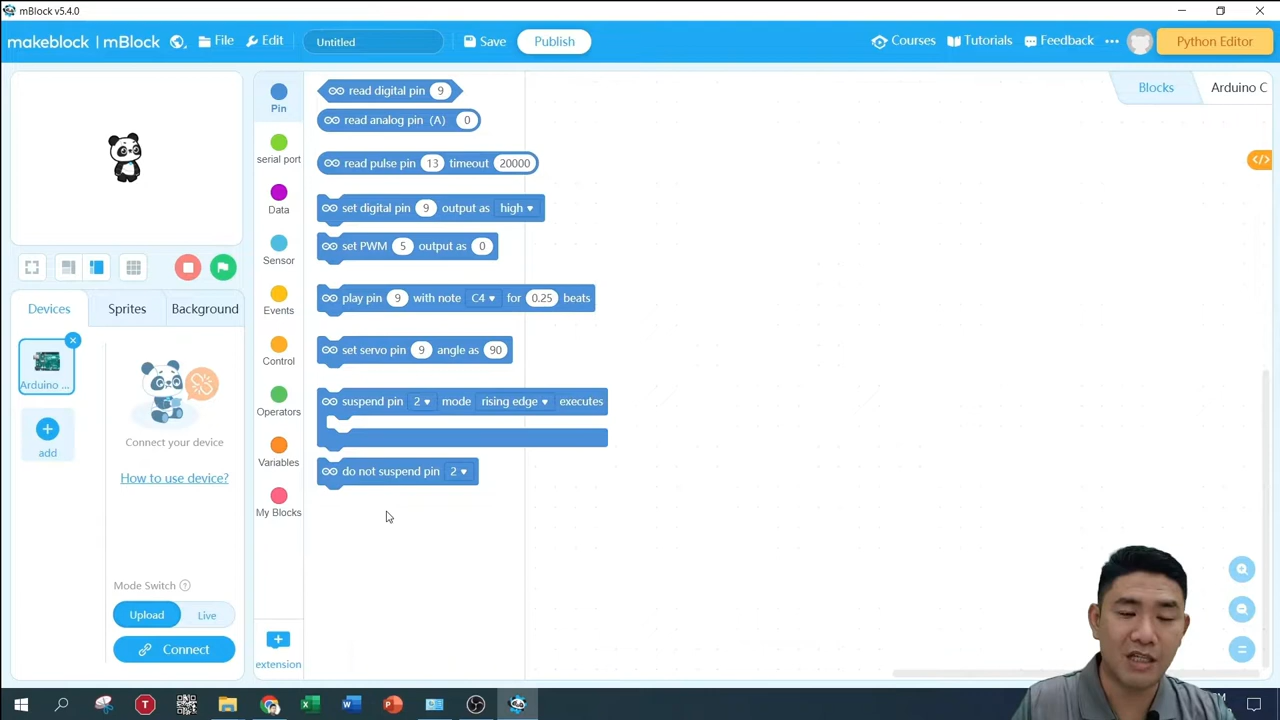 mBlock v5.4.0
makeblock | mBlock File Edit Untitled Save Publish Courses Tutorials Feedback Python Editor
Blocks Arduino C
Pin
serial port
Data
Sensor
Events
Control
Operators
Variables
My Blocks
extension
read digital pin 9
read analog pin (A) 0
read pulse pin 13 timeout 20000
set digital pin 9 output as high
set PWM 5 output as 0
play pin 9 with note C4 for 0.25 beats
set servo pin 9 angle as 90
suspend pin 2 mode rising edge executes
do not suspend pin 2
Devices Sprites Background
Arduino ...
add
Connect your device
How to use device?
Mode Switch ?
Upload Live
Connect